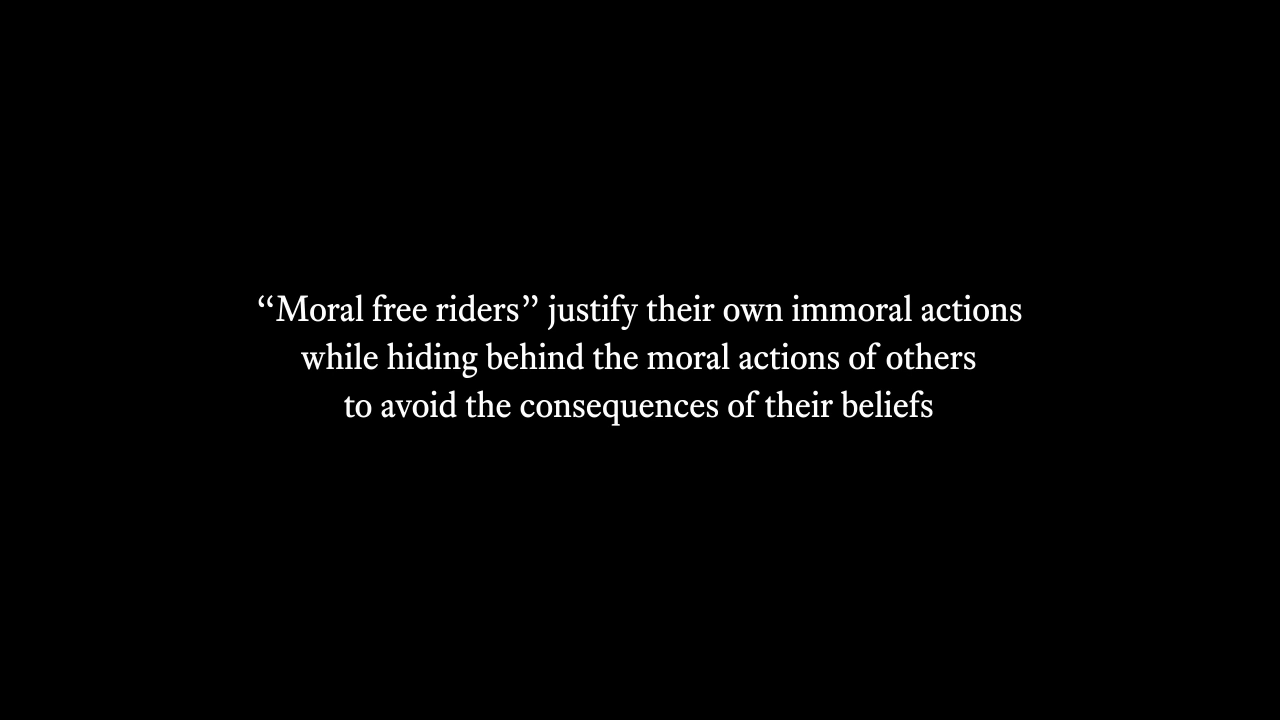 “Moral free riders” justify their own immoral actions
while hiding behind the moral actions of others
to avoid the consequences of their beliefs